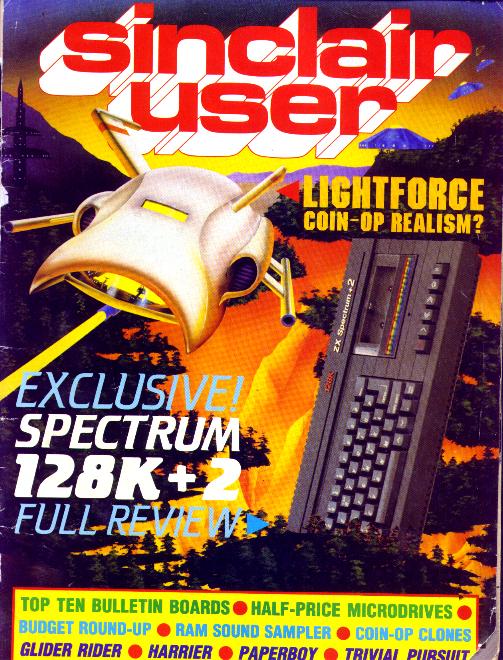 sinclair
user
LIGHTFORCE
COIN-OP REALISM?
ZX Spectrum+2
128K
EXCLUSIVE!
SPECTRUM
128K+2
FULL REVIEW
TOP TEN BULLETIN BOARDS ● HALF-PRICE MICRODRIVES ●
BUDGET ROUND-UP ● RAM SOUND SAMPLER ● COIN-OP CLONES
GLIDER RIDER ● HARRIER ● PAPERBOY ● TRIVIAL PURSUIT